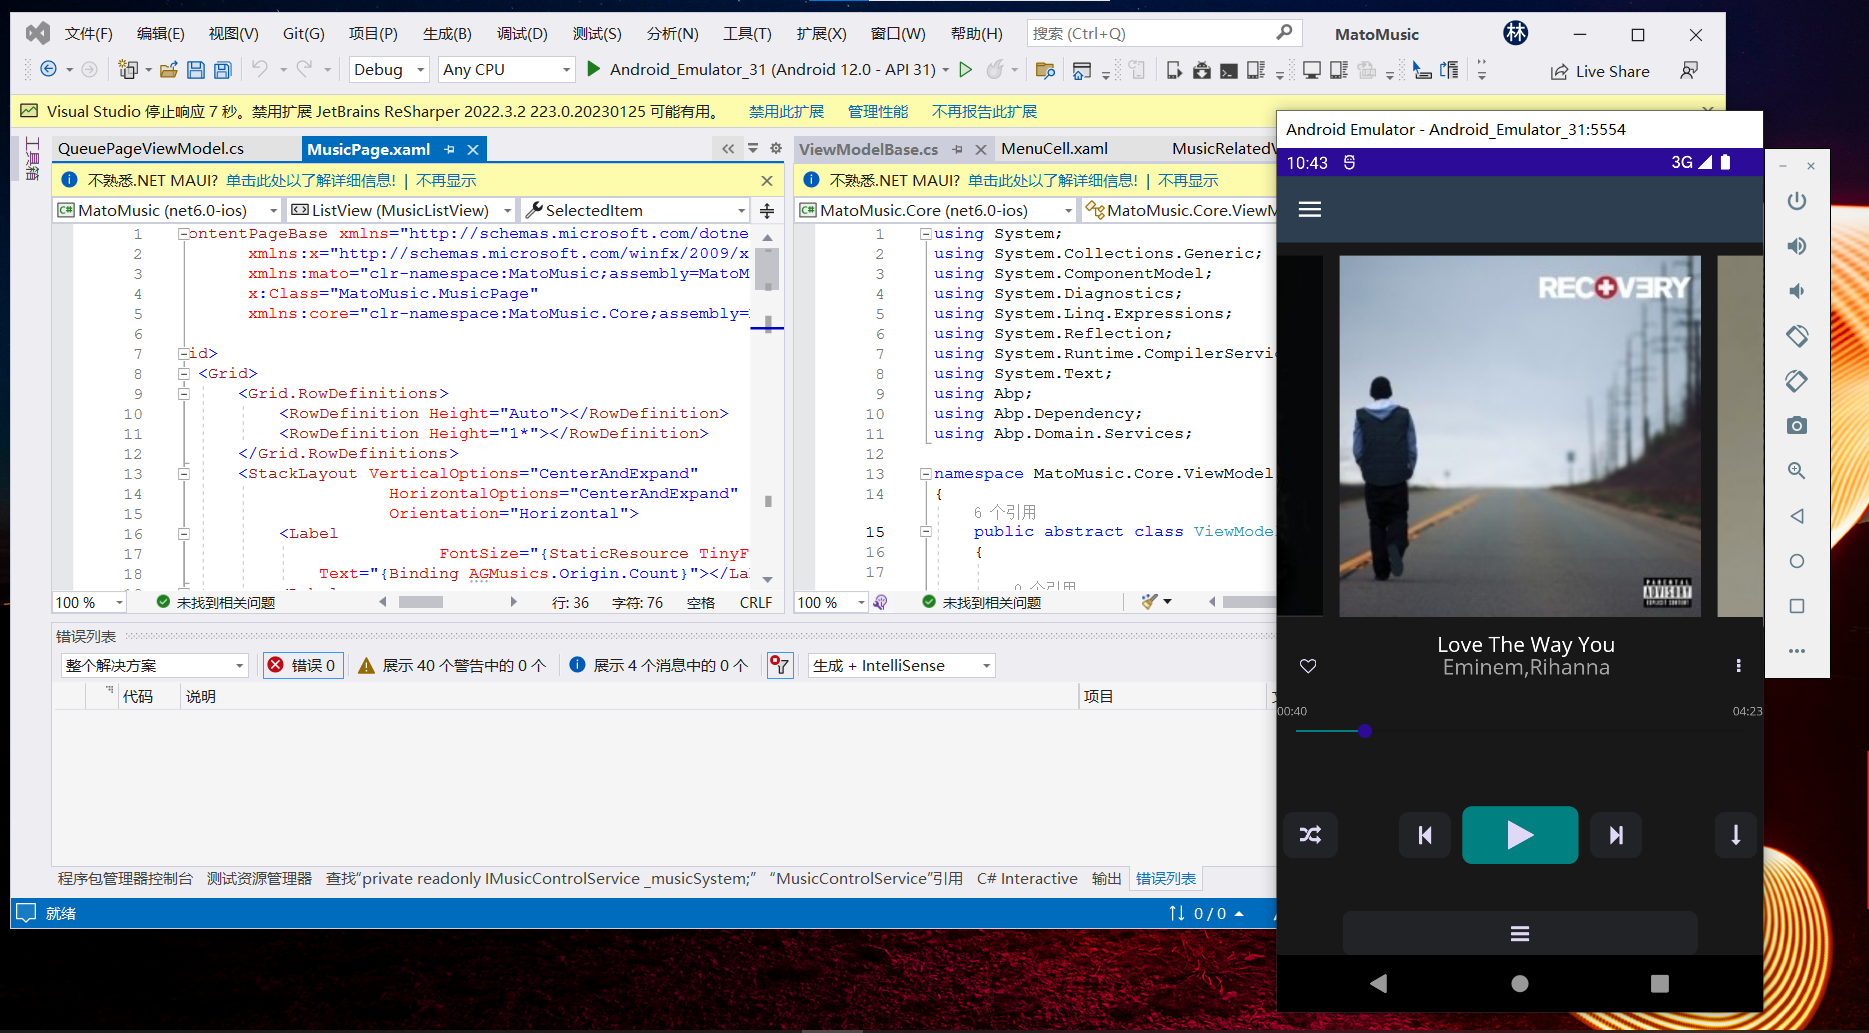 文件(F) 编辑(E) 视图(V) Git(G) 项目(P) 生成(B) 调试(D) 测试(S) 分析(N) 工具(T) 扩展(X) 窗口(W) 帮助(H) 搜索 (Ctrl+Q) MatoMusic 林
Debug Any CPU Android_Emulator_31 (Android 12.0 - API 31) Live Share
Visual Studio 停止响应 7 秒。禁用扩展 JetBrains ReSharper 2022.3.2 223.0.20230125 可能有用。 禁用此扩展 管理性能 不再报告此扩展
工具箱
QueuePageViewModel.cs MusicPage.xaml
不熟悉.NET MAUI? 单击此处以了解详细信息! | 不再显示
MatoMusic (net6.0-ios) ListView (MusicListView) SelectedItem
1 ontentPageBase xmlns="http://schemas.microsoft.com/dotne
2 xmlns:x="http://schemas.microsoft.com/winfx/2009/x
3 xmlns:mato="clr-namespace:MatoMusic;assembly=MatoM
4 x:Class="MatoMusic.MusicPage"
5 xmlns:core="clr-namespace:MatoMusic.Core;assembly=
6
7 id>
8 <Grid>
9 <Grid.RowDefinitions>
10 <RowDefinition Height="Auto"></RowDefinition>
11 <RowDefinition Height="1*"></RowDefinition>
12 </Grid.RowDefinitions>
13 <StackLayout VerticalOptions="CenterAndExpand"
14 HorizontalOptions="CenterAndExpand"
15 Orientation="Horizontal">
16 <Label
17 FontSize="{StaticResource TinyF
18 Text="{Binding AGMusics.Origin.Count}"></La
100 % 未找到相关问题 行: 36 字符: 76 空格 CRLF
ViewModelBase.cs MenuCell.xaml MusicRelatedV
不熟悉.NET MAUI? 单击此处以了解详细信息! | 不再显示
MatoMusic.Core (net6.0-ios) MatoMusic.Core.ViewM
1 using System;
2 using System.Collections.Generic;
3 using System.ComponentModel;
4 using System.Diagnostics;
5 using System.Linq.Expressions;
6 using System.Reflection;
7 using System.Runtime.CompilerServi
8 using System.Text;
9 using Abp;
10 using Abp.Dependency;
11 using Abp.Domain.Services;
12
13 namespace MatoMusic.Core.ViewModel
14 {
6 个引用
15 public abstract class ViewModel
16 {
17
0 个引用
100 % 未找到相关问题
错误列表
整个解决方案 错误 0 展示 40 个警告中的 0 个 展示 4 个消息中的 0 个 生成 + IntelliSense
代码 说明 项目
程序包管理器控制台 测试资源管理器 查找"private readonly IMusicControlService _musicSystem;" "MusicControlService"引用 C# Interactive 输出 错误列表
就绪 0 / 0
Android Emulator - Android_Emulator_31:5554
10:43 3G
RECOVERY
PARENTAL
ADVISORY
EXPLICIT CONTENT
Love The Way You
Eminem,Rihanna
00:40 04:23